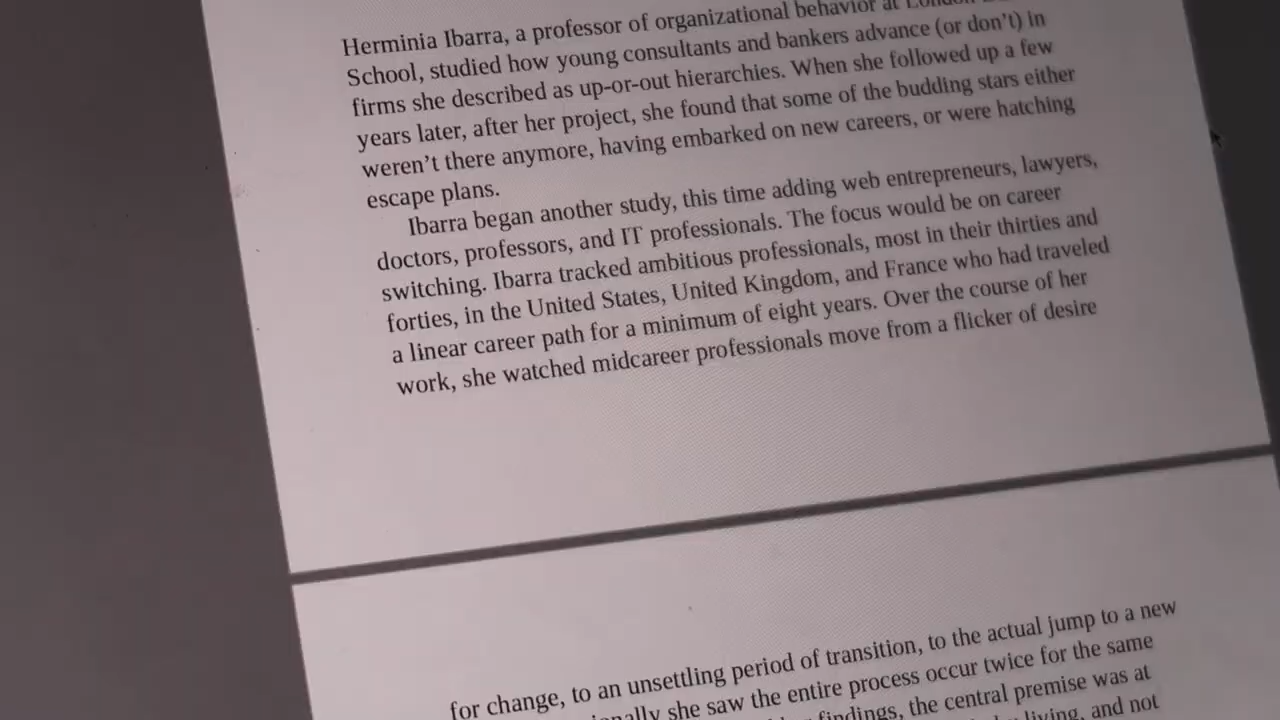 Herminia Ibarra, a professor of organizational behavior at London
School, studied how young consultants and bankers advance (or don’t) in
firms she described as up-or-out hierarchies. When she followed up a few
years later, after her project, she found that some of the budding stars either
weren’t there anymore, having embarked on new careers, or were hatching
escape plans.
Ibarra began another study, this time adding web entrepreneurs, lawyers,
doctors, professors, and IT professionals. The focus would be on career
switching. Ibarra tracked ambitious professionals, most in their thirties and
forties, in the United States, United Kingdom, and France who had traveled
a linear career path for a minimum of eight years. Over the course of her
work, she watched midcareer professionals move from a flicker of desire
for change, to an unsettling period of transition, to the actual jump to a new
she saw the entire process occur twice for the same
findings, the central premise was at
living, and not